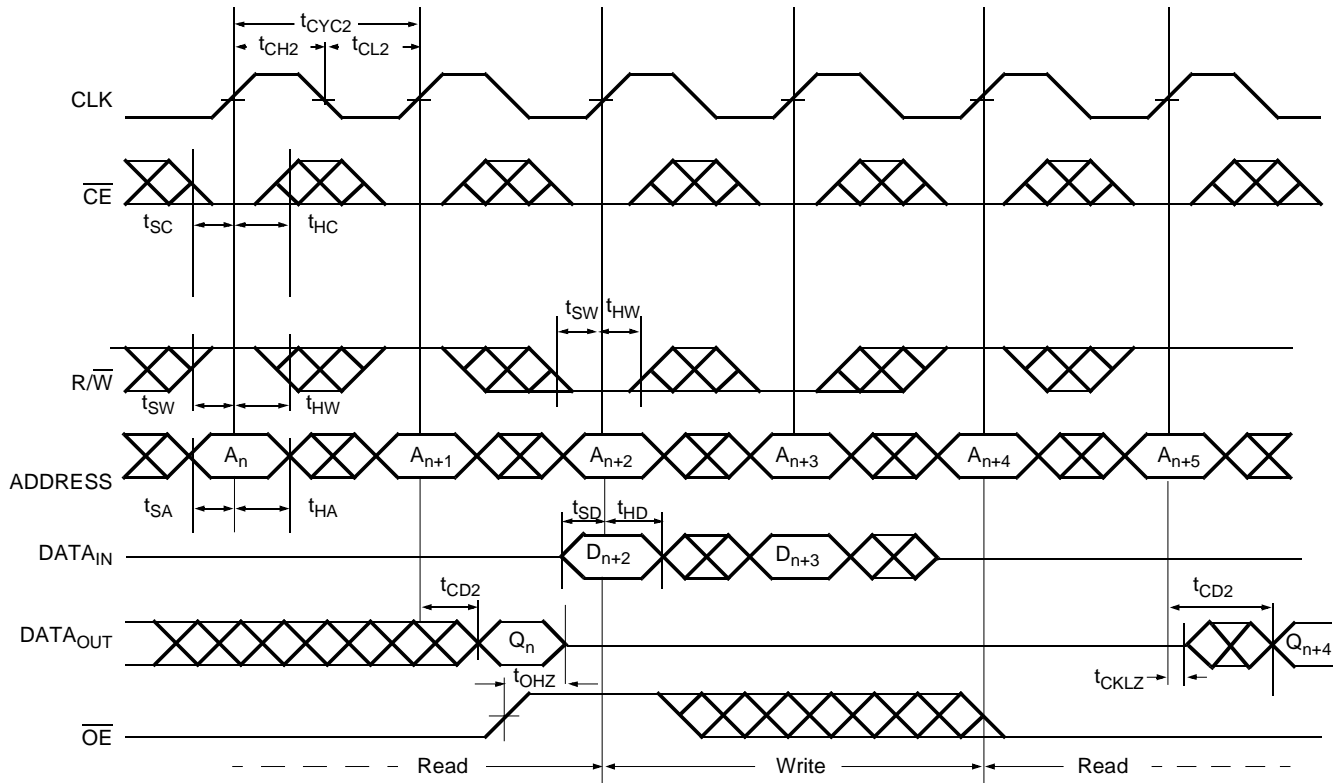 tCYC2
tCH2 tCL2
CLK
CE
tSC tHC
tSW tHW
R/W
tSW tHW
An An+1 An+2 An+3 An+4 An+5
ADDRESS
tSA tHA tSD tHD
DATAIN Dn+2 Dn+3
tCD2 tCD2
DATAOUT Qn Qn+4
tOHZ tCKLZ
OE
Read Write Read